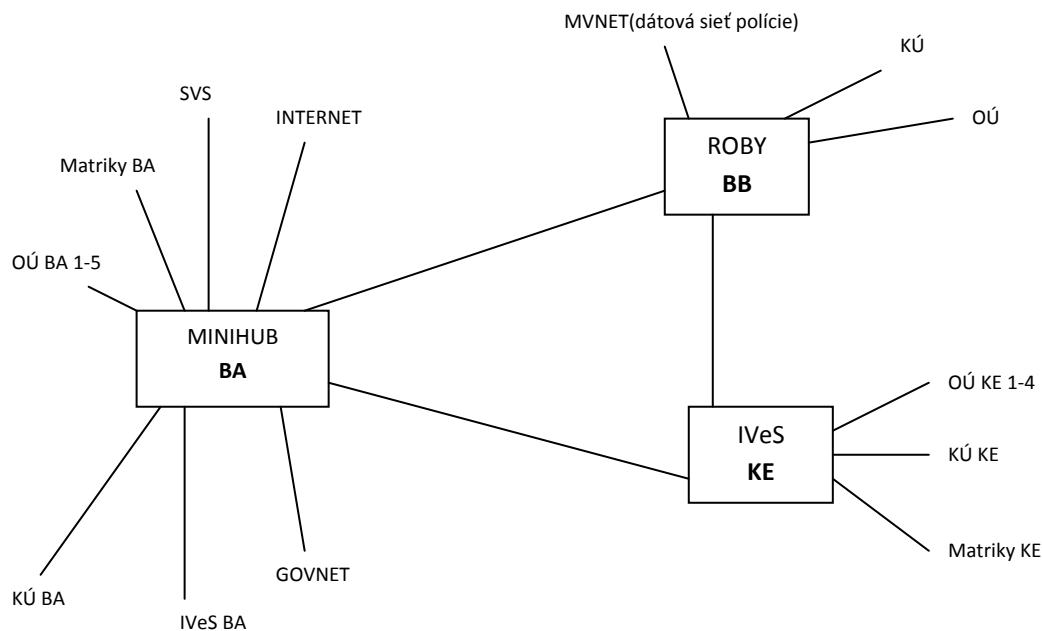 MVNET(dátová sieť polície)
KÚ
SVS
OÚ
INTERNET
ROBY
BB
Matriky BA
OÚ BA 1-5
MINIHUB
BA
OÚ KE 1-4
IVeS
KE
KÚ KE
Matriky KE
GOVNET
KÚ BA
IVeS BA